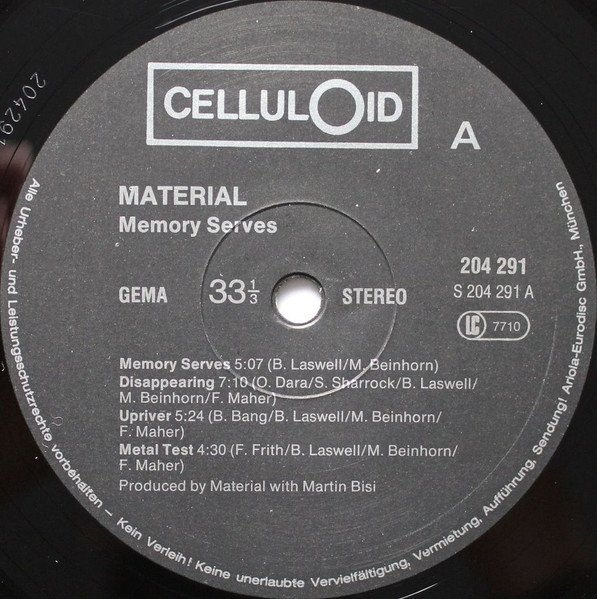 CELLULOID
A
MATERIAL
Memory Serves
204 291
GEMA 33 1/3 STEREO S 204 291 A
LC 7710
Memory Serves 5:07 (B. Laswell/M. Beinhorn)
Disappearing 7:10 (O. Dara/S. Sharrock/B. Laswell/
M. Beinhorn/F. Maher)
Upriver 5:24 (B. Bang/B. Laswell/M. Beinhorn/
F. Maher)
Metal Test 4:30 (F. Frith/B. Laswell/M. Beinhorn/
F. Maher)
Produced by Material with Martin Bisi
Alle Urheber- und Leistungsschutzrechte vorbehalten – Kein Verleih! Keine unerlaubte Vervielfältigung, Vermietung, Aufführung, Sendung! Ariola-Eurodisc GmbH., München